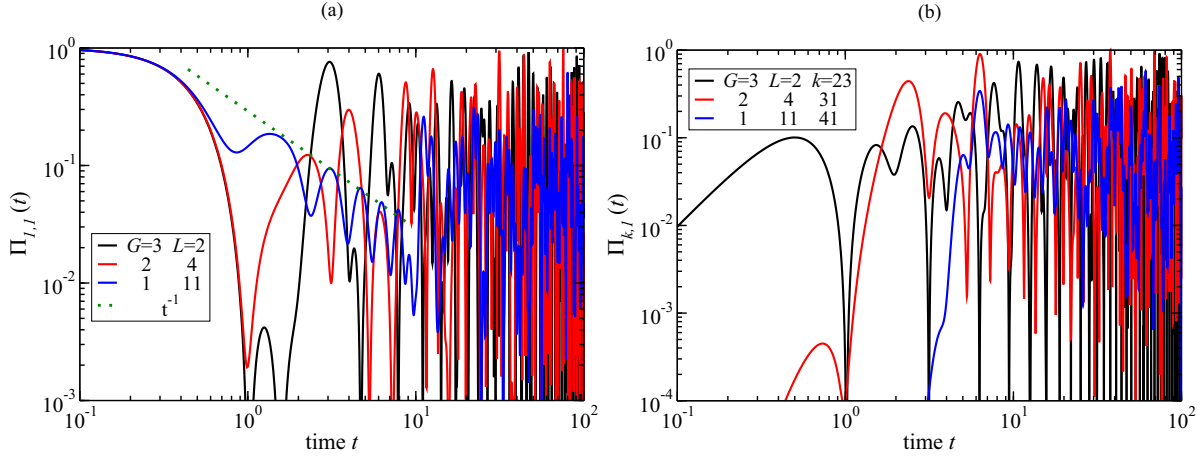 (a)
10^0
10^-1
10^-2
10^-3
Π_{1,1}(t)
G=3 L=2
2 4
1 11
t^-1
10^-1 10^0 10^1 10^2
time t
(b)
10^0
10^-1
10^-2
10^-3
10^-4
Π_{k,1}(t)
G=3 L=2 k=23
2 4 31
1 11 41
10^-1 10^0 10^1 10^2
time t